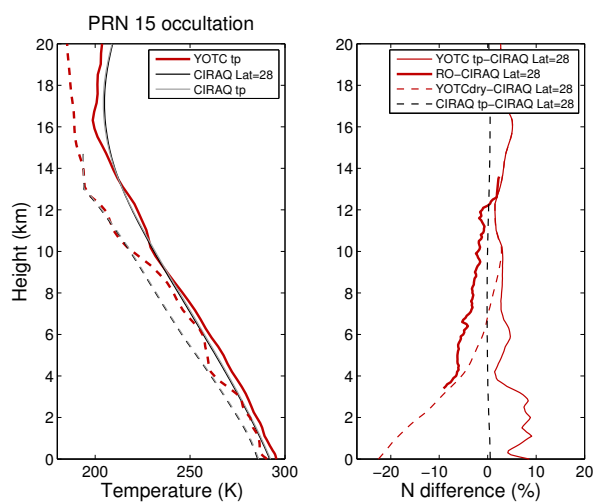 PRN 15 occultation
YOTC tp
CIRAQ Lat=28
CIRAQ tp
20
18
16
14
12
10
8
6
4
2
0
200
250
300
Height (km)
Temperature (K)
YOTC tp−CIRAQ Lat=28
RO−CIRAQ Lat=28
YOTCdry−CIRAQ Lat=28
CIRAQ tp−CIRAQ Lat=28
20
18
16
14
12
10
8
6
4
2
0
−20
−10
0
10
20
N difference (%)